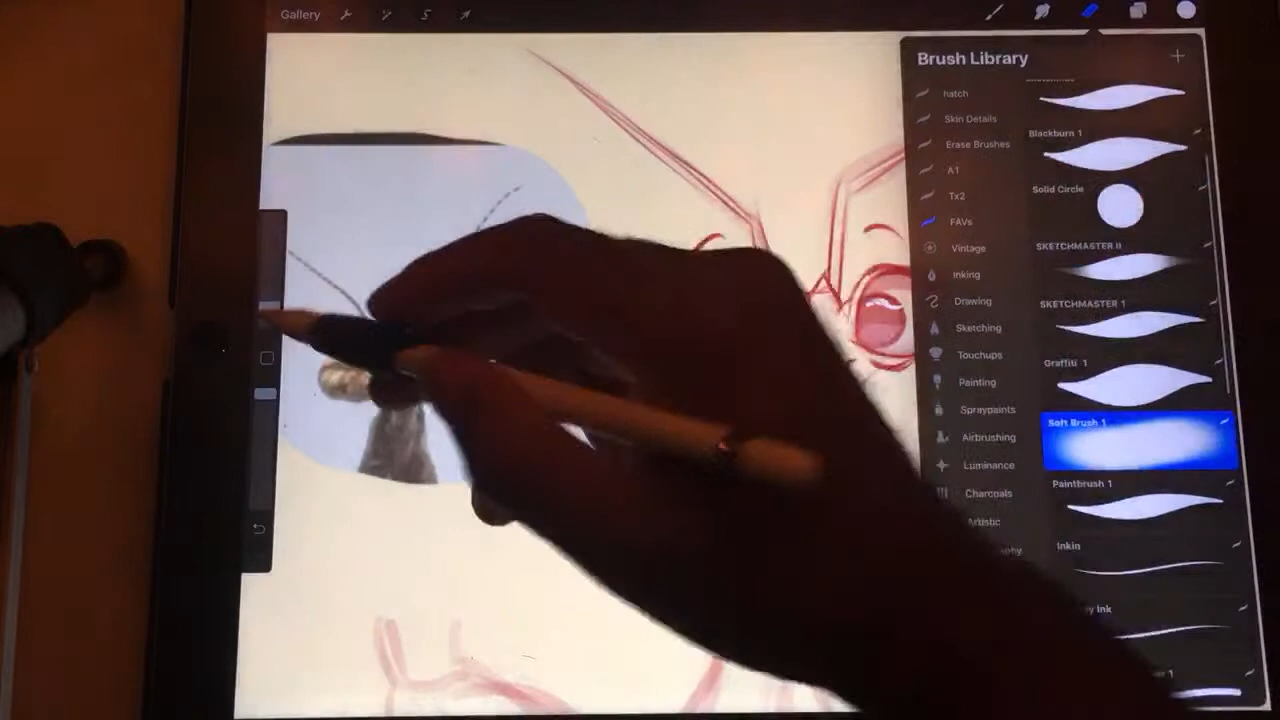 Gallery
Brush Library
hatch
Skin Details
Erase Brushes
A1
Tx2
FAVs
Vintage
Inking
Drawing
Sketching
Touchups
Painting
Spraypaints
Airbrushing
Luminance
Charcoals
Artistic
Blackburn 1
Solid Circle
SKETCHMASTER II
SKETCHMASTER 1
Graffiti 1
Soft Brush 1
Paintbrush 1
Inkin
Ink